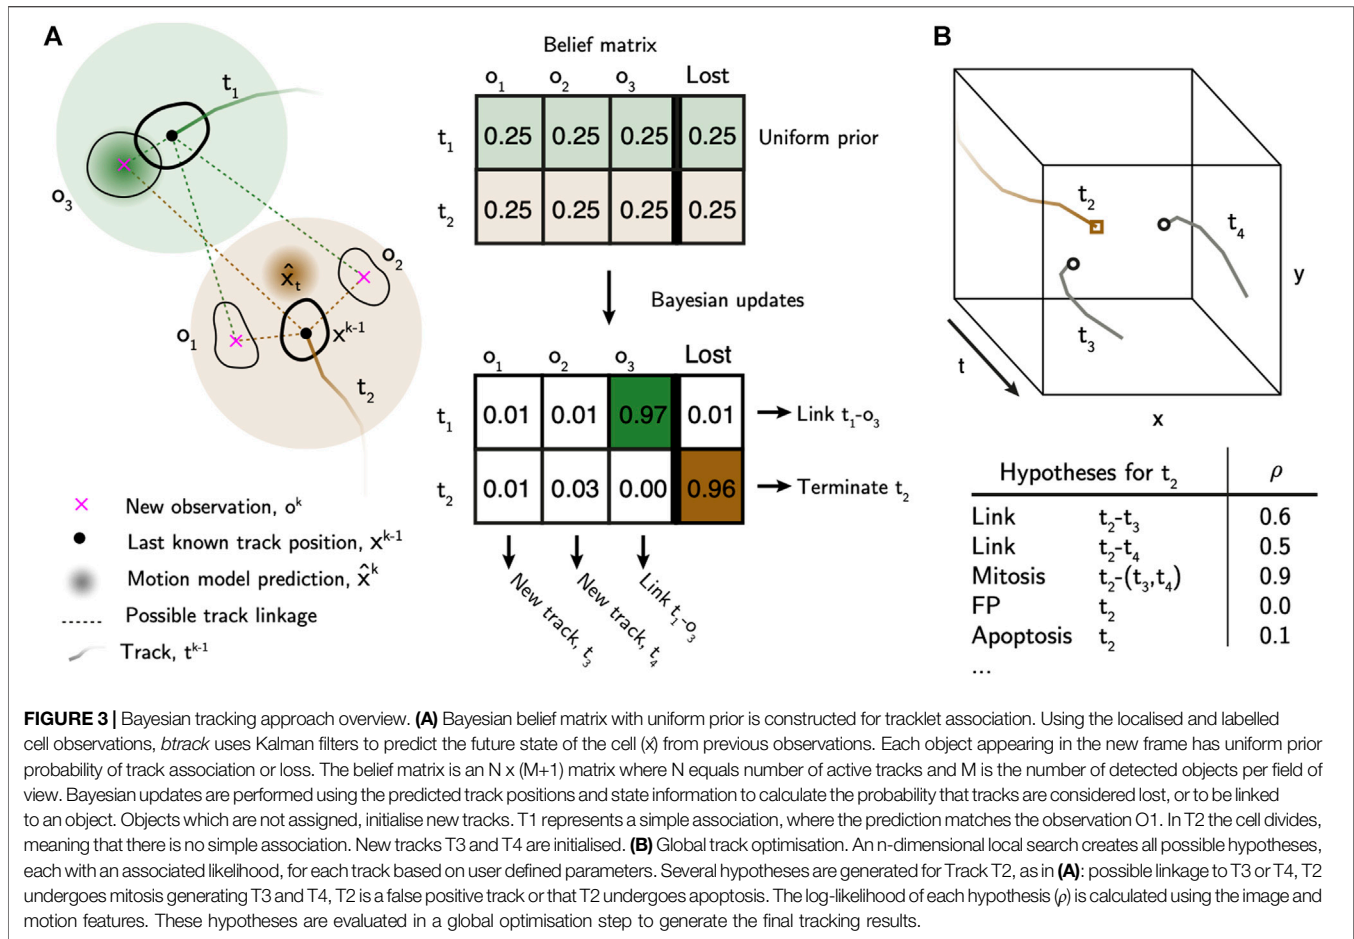 A
t1
o3
x̂t
o2
o1
xk-1
t2
New observation, ok
Last known track position, xk-1
Motion model prediction, x̂k
Possible track linkage
Track, tk-1
Belief matrix
o1 o2 o3 Lost
t1 0.25 0.25 0.25 0.25 Uniform prior
t2 0.25 0.25 0.25 0.25
Bayesian updates
o1 o2 o3 Lost
t1 0.01 0.01 0.97 0.01 Link t1-o3
t2 0.01 0.03 0.00 0.96 Terminate t2
New track, t3
New track, t4
Link t1-o3
B
t2
t4
t3
y
t
x
Hypotheses for t2 ρ
Link t2-t3 0.6
Link t2-t4 0.5
Mitosis t2-(t3,t4) 0.9
FP t2 0.0
Apoptosis t2 0.1
...
FIGURE 3 | Bayesian tracking approach overview. (A) Bayesian belief matrix with uniform prior is constructed for tracklet association. Using the localised and labelled
cell observations, btrack uses Kalman filters to predict the future state of the cell (x) from previous observations. Each object appearing in the new frame has uniform prior
probability of track association or loss. The belief matrix is an N x (M+1) matrix where N equals number of active tracks and M is the number of detected objects per field of
view. Bayesian updates are performed using the predicted track positions and state information to calculate the probability that tracks are considered lost, or to be linked
to an object. Objects which are not assigned, initialise new tracks. T1 represents a simple association, where the prediction matches the observation O1. In T2 the cell divides,
meaning that there is no simple association. New tracks T3 and T4 are initialised. (B) Global track optimisation. An n-dimensional local search creates all possible hypotheses,
each with an associated likelihood, for each track based on user defined parameters. Several hypotheses are generated for Track T2, as in (A): possible linkage to T3 or T4, T2
undergoes mitosis generating T3 and T4, T2 is a false positive track or that T2 undergoes apoptosis. The log-likelihood of each hypothesis (ρ) is calculated using the image and
motion features. These hypotheses are evaluated in a global optimisation step to generate the final tracking results.